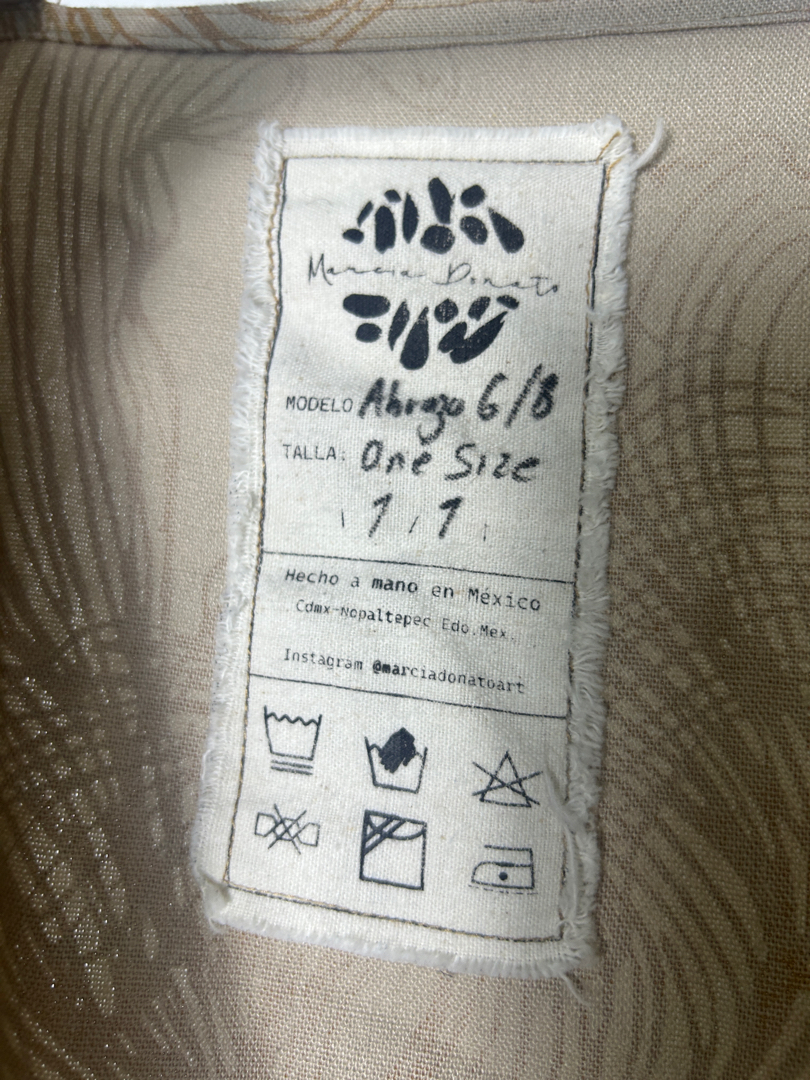 Marcia Donato
MODELO Abrazo 6/8
TALLA: One Size
1/1
Hecho a mano en México
Cdmx-Nopaltepec Edo.Mex.
Instagram @marciadonatoart